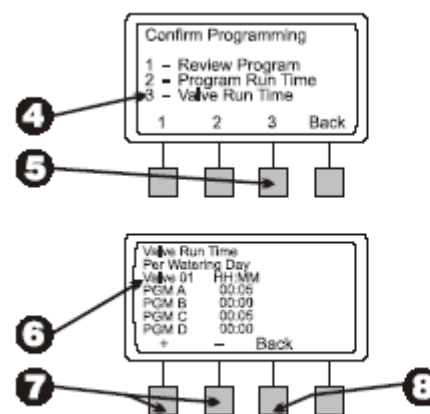 Confirm Programming
1 - Review Program
2 - Program Run Time
3 - Valve Run Time
4
1 2 3 Back
5
Valve Run Time
Per Watering Day
Valve 01 HH:MM
6
PGM A 00:05
PGM B 00:00
PGM C 00:05
PGM D 00:00
+ - Back
7
8